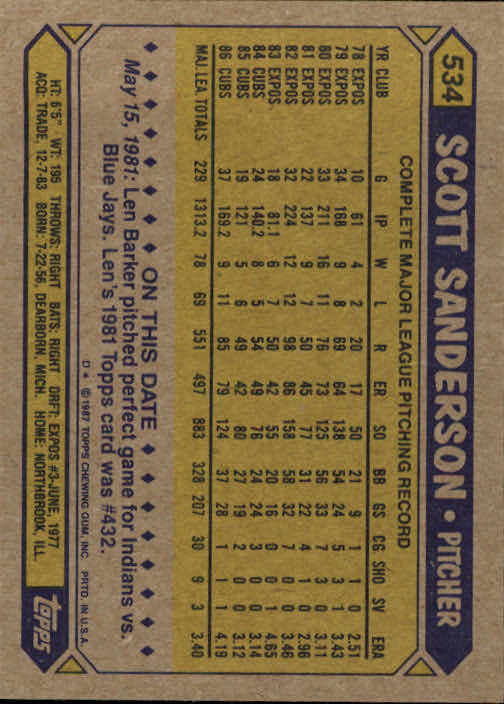 534 SCOTT SANDERSON • PITCHER
COMPLETE MAJOR LEAGUE PITCHING RECORD
YR CLUB G IP W L R ER SO BB GS CG SHO SV ERA
78 EXPOS 10 61 4 2 20 17 50 21 9 1 1 0 2.51
79 EXPOS 34 168 9 8 69 64 138 54 24 5 3 1 3.43
80 EXPOS 33 211 16 11 76 73 125 56 33 7 3 0 3.11
81 EXPOS 22 137 9 7 50 45 77 31 22 4 1 0 2.96
82 EXPOS 32 224 12 12 98 86 158 58 32 7 0 0 3.46
83 EXPOS 18 81.1 6 7 50 42 55 20 16 0 0 1 4.65
84 CUBS 24 140.2 8 5 54 49 76 24 24 3 0 0 3.14
85 CUBS 19 121 5 6 49 42 80 27 19 2 0 0 3.12
86 CUBS 37 169.2 9 11 85 79 124 37 28 1 1 1 4.19
MAJ. LEA. TOTALS 229 1313.2 78 69 551 497 883 328 207 30 9 3 3.40
ON THIS DATE
May 15, 1981: Len Barker pitched perfect game for Indians vs.
Blue Jays. Len's 1981 Topps card was #432.
D * ©1987 TOPPS CHEWING GUM, INC. PRTD. IN U.S.A.
HT: 6'5" WT: 195 THROWS: RIGHT BATS: RIGHT DRFT: EXPOS #3-JUNE, 1977
ACQ: TRADE, 12-7-83 BORN: 7-22-56, DEARBORN, MICH. HOME: NORTHBROOK, ILL.
TOPPS